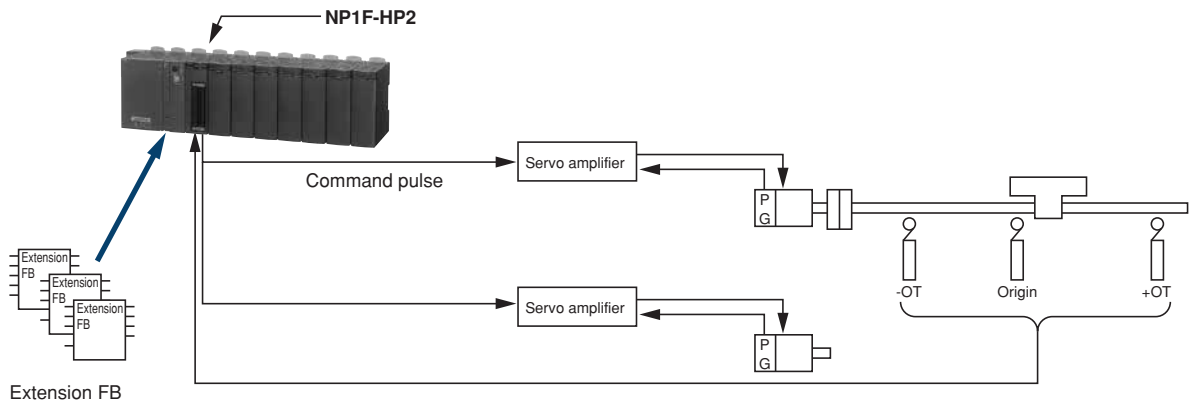 NP1F-HP2
Servo amplifier
Command pulse
P
G
Extension
FB
Extension
FB
Extension
FB
-OT
Origin
+OT
Servo amplifier
P
G
Extension FB